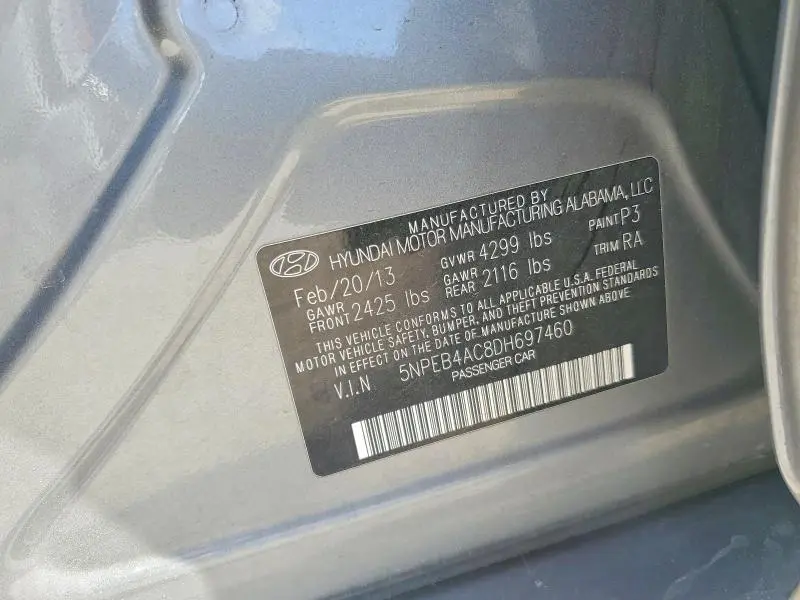 MANUFACTURED BY
HYUNDAI MOTOR MANUFACTURING ALABAMA, LLC
Feb/20/13 GVWR 4299 lbs PAINT P3
GAWR FRONT 2425 lbs GAWR REAR 2116 lbs TRIM RA
THIS VEHICLE CONFORMS TO ALL APPLICABLE U.S.A. FEDERAL
MOTOR VEHICLE SAFETY, BUMPER, AND THEFT PREVENTION STANDARDS
IN EFFECT ON THE DATE OF MANUFACTURE SHOWN ABOVE.
V.I.N 5NPEB4AC8DH697460
PASSENGER CAR